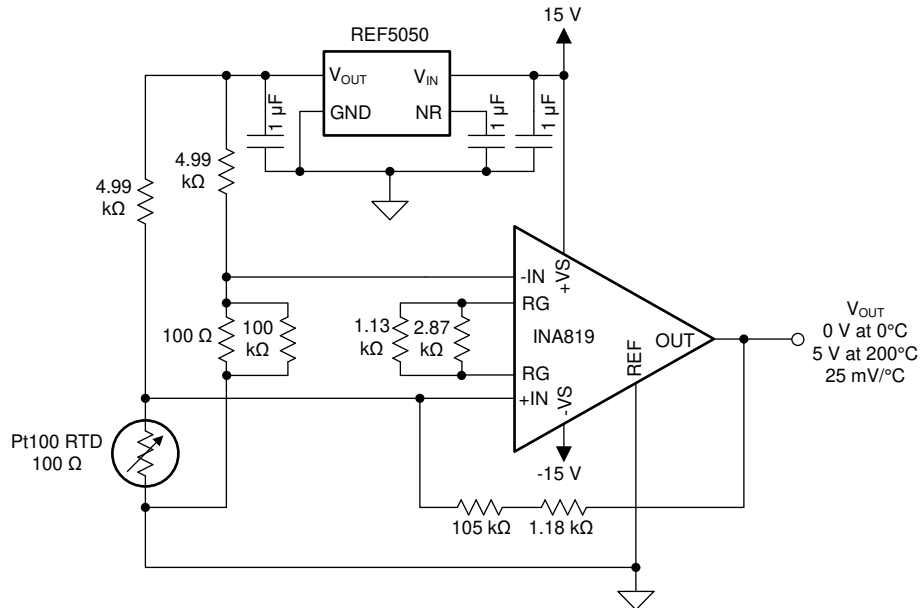 15 V
REF5050
VOUT
VIN
GND
NR
1 µF
1 µF
1 µF
4.99
kΩ
4.99
kΩ
-IN
+VS
RG
100 Ω
100
kΩ
1.13
kΩ
2.87
kΩ
INA819
OUT
REF
RG
+IN
-VS
VOUT
0 V at 0°C
5 V at 200°C
25 mV/°C
Pt100 RTD
100 Ω
-15 V
105 kΩ
1.18 kΩ